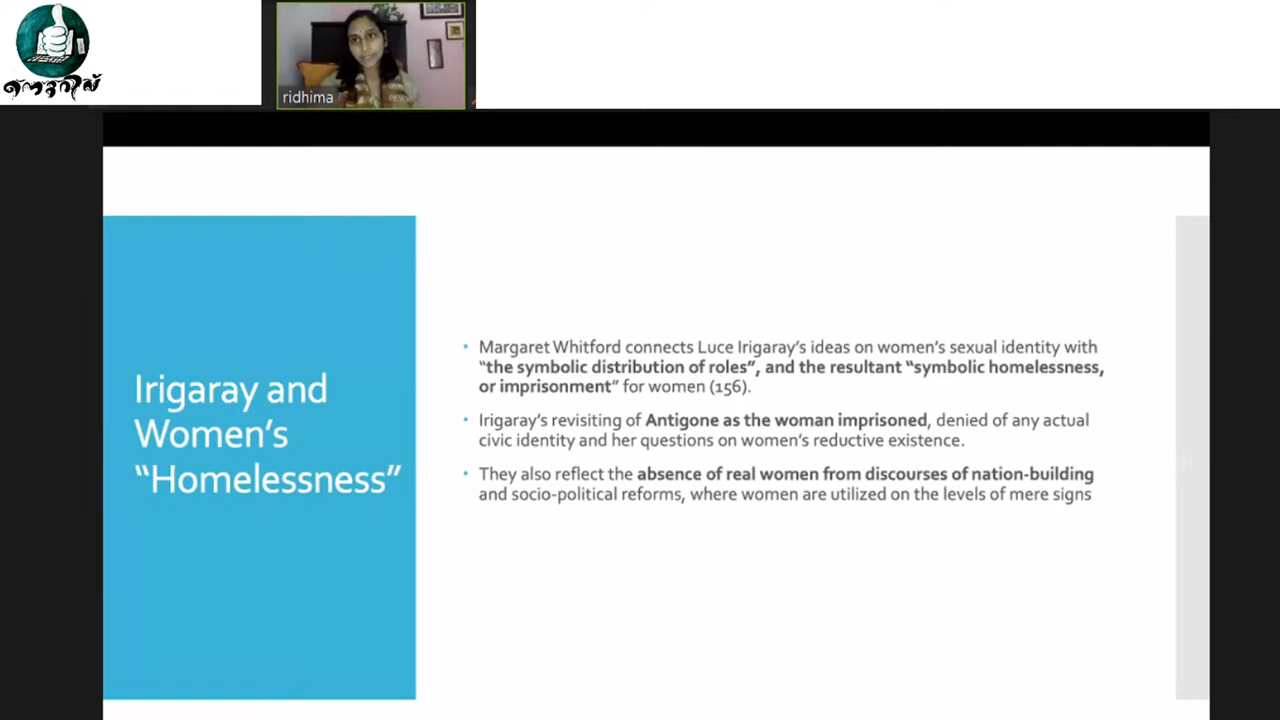 ridhima
Irigaray and
Women's
“Homelessness”
• Margaret Whitford connects Luce Irigaray's ideas on women's sexual identity with
“the symbolic distribution of roles”, and the resultant “symbolic homelessness,
or imprisonment” for women (156).
• Irigaray's revisiting of Antigone as the woman imprisoned, denied of any actual
civic identity and her questions on women's reductive existence.
• They also reflect the absence of real women from discourses of nation-building
and socio-political reforms, where women are utilized on the levels of mere signs